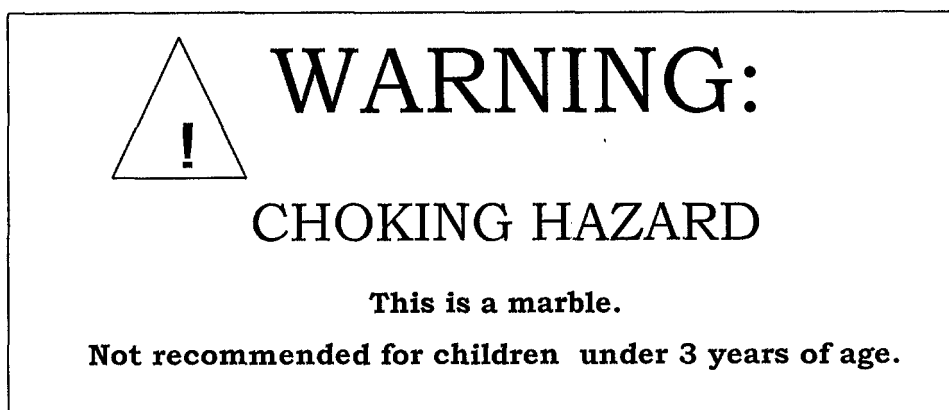 ! WARNING:
CHOKING HAZARD
This is a marble.
Not recommended for children under 3 years of age.